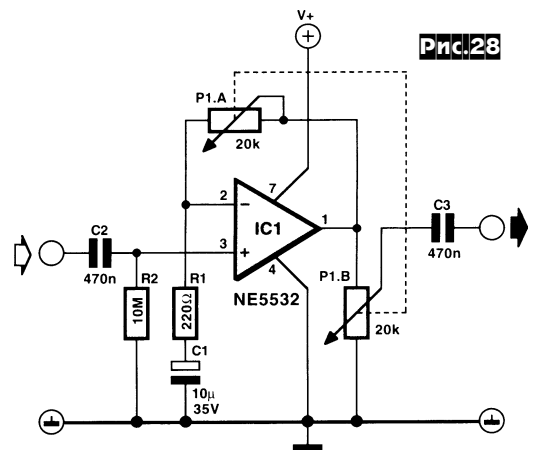 V+
Рис.28
P1.A
20k
7
2
−
IC1
1
C3
C2
3
+
470n
470n
4
P1.B
R2
R1
NE5532
10M
220Ω
20k
C1
10µ
35V